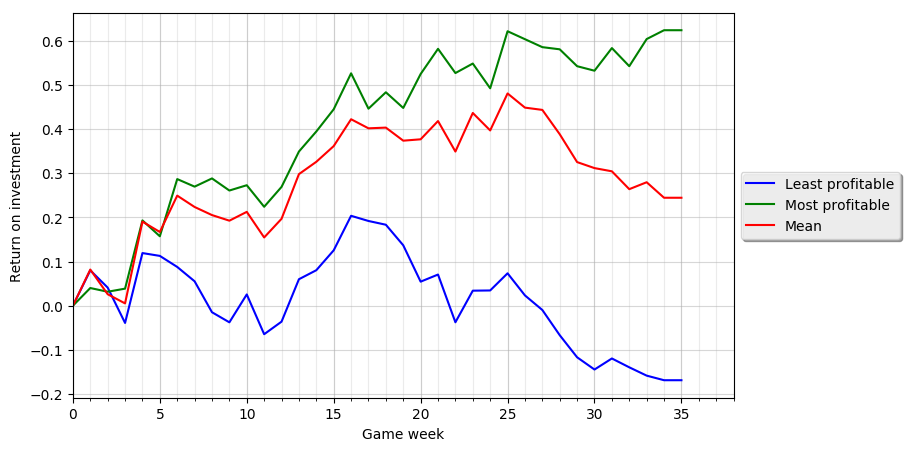 0.6
0.5
0.4
0.3
0.2
0.1
0.0
−0.1
−0.2
Return on investment
0 5 10 15 20 25 30 35
Game week
Least profitable
Most profitable
Mean